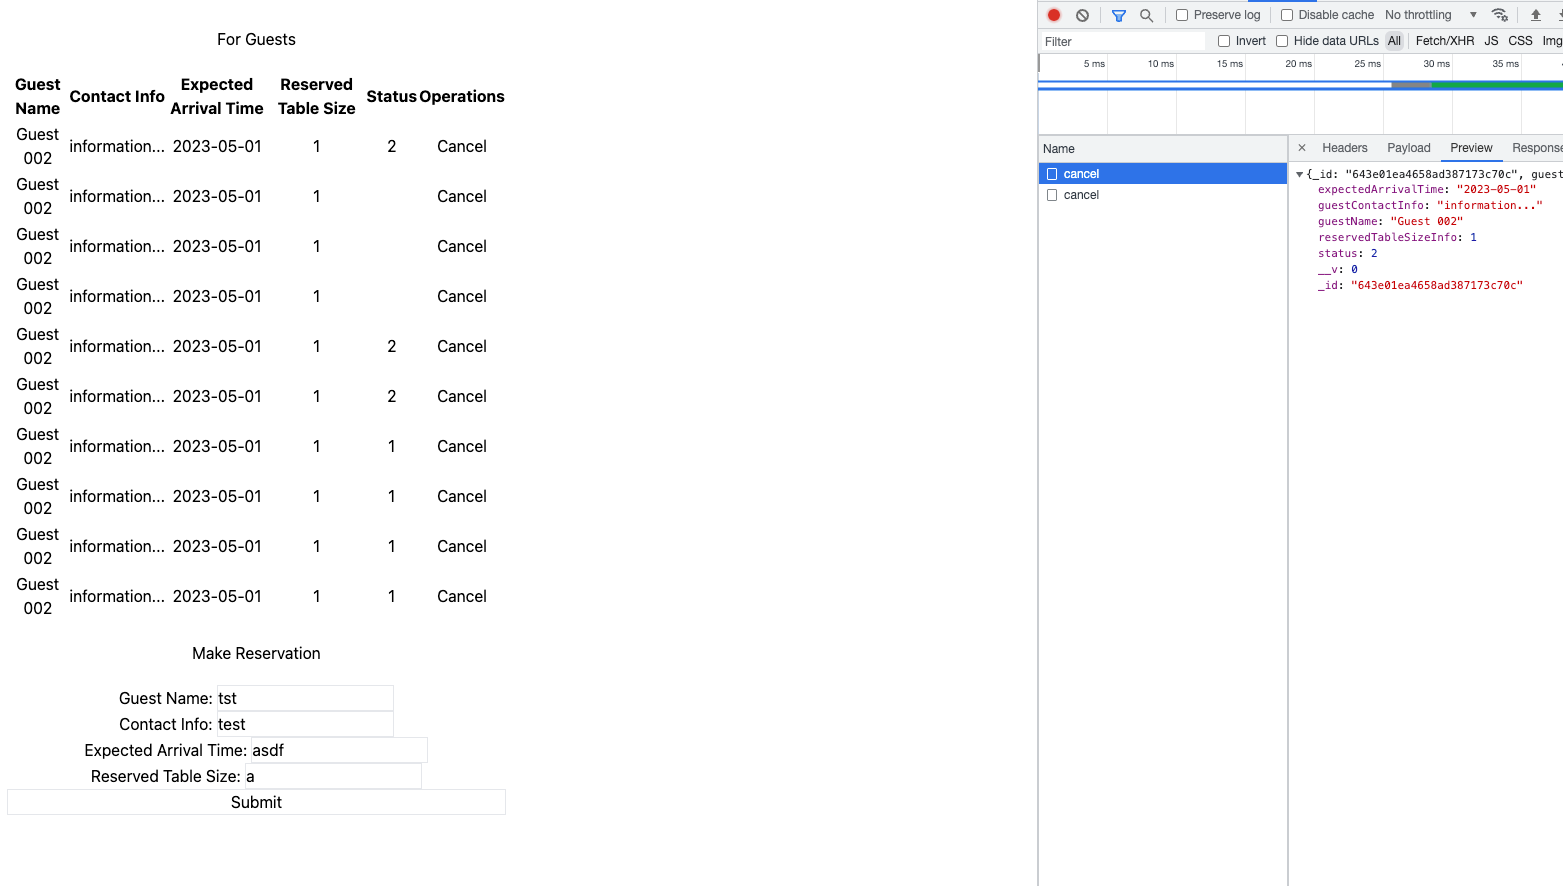 For Guests
Guest Name Contact Info Expected Arrival Time Reserved Table Size Status Operations
Guest 002 information... 2023-05-01 1 2 Cancel
Guest 002 information... 2023-05-01 1 Cancel
Guest 002 information... 2023-05-01 1 Cancel
Guest 002 information... 2023-05-01 1 Cancel
Guest 002 information... 2023-05-01 1 2 Cancel
Guest 002 information... 2023-05-01 1 2 Cancel
Guest 002 information... 2023-05-01 1 1 Cancel
Guest 002 information... 2023-05-01 1 1 Cancel
Guest 002 information... 2023-05-01 1 1 Cancel
Guest 002 information... 2023-05-01 1 1 Cancel
Make Reservation
Guest Name: tst
Contact Info: test
Expected Arrival Time: asdf
Reserved Table Size: a
Submit
Preserve log Disable cache No throttling
Filter Invert Hide data URLs All Fetch/XHR JS CSS Img
5 ms 10 ms 15 ms 20 ms 25 ms 30 ms 35 ms
Name
cancel
cancel
× Headers Payload Preview Response
{_id: "643e01ea4658ad387173c70c", guest
expectedArrivalTime: "2023-05-01"
guestContactInfo: "information..."
guestName: "Guest 002"
reservedTableSizeInfo: 1
status: 2
__v: 0
_id: "643e01ea4658ad387173c70c"